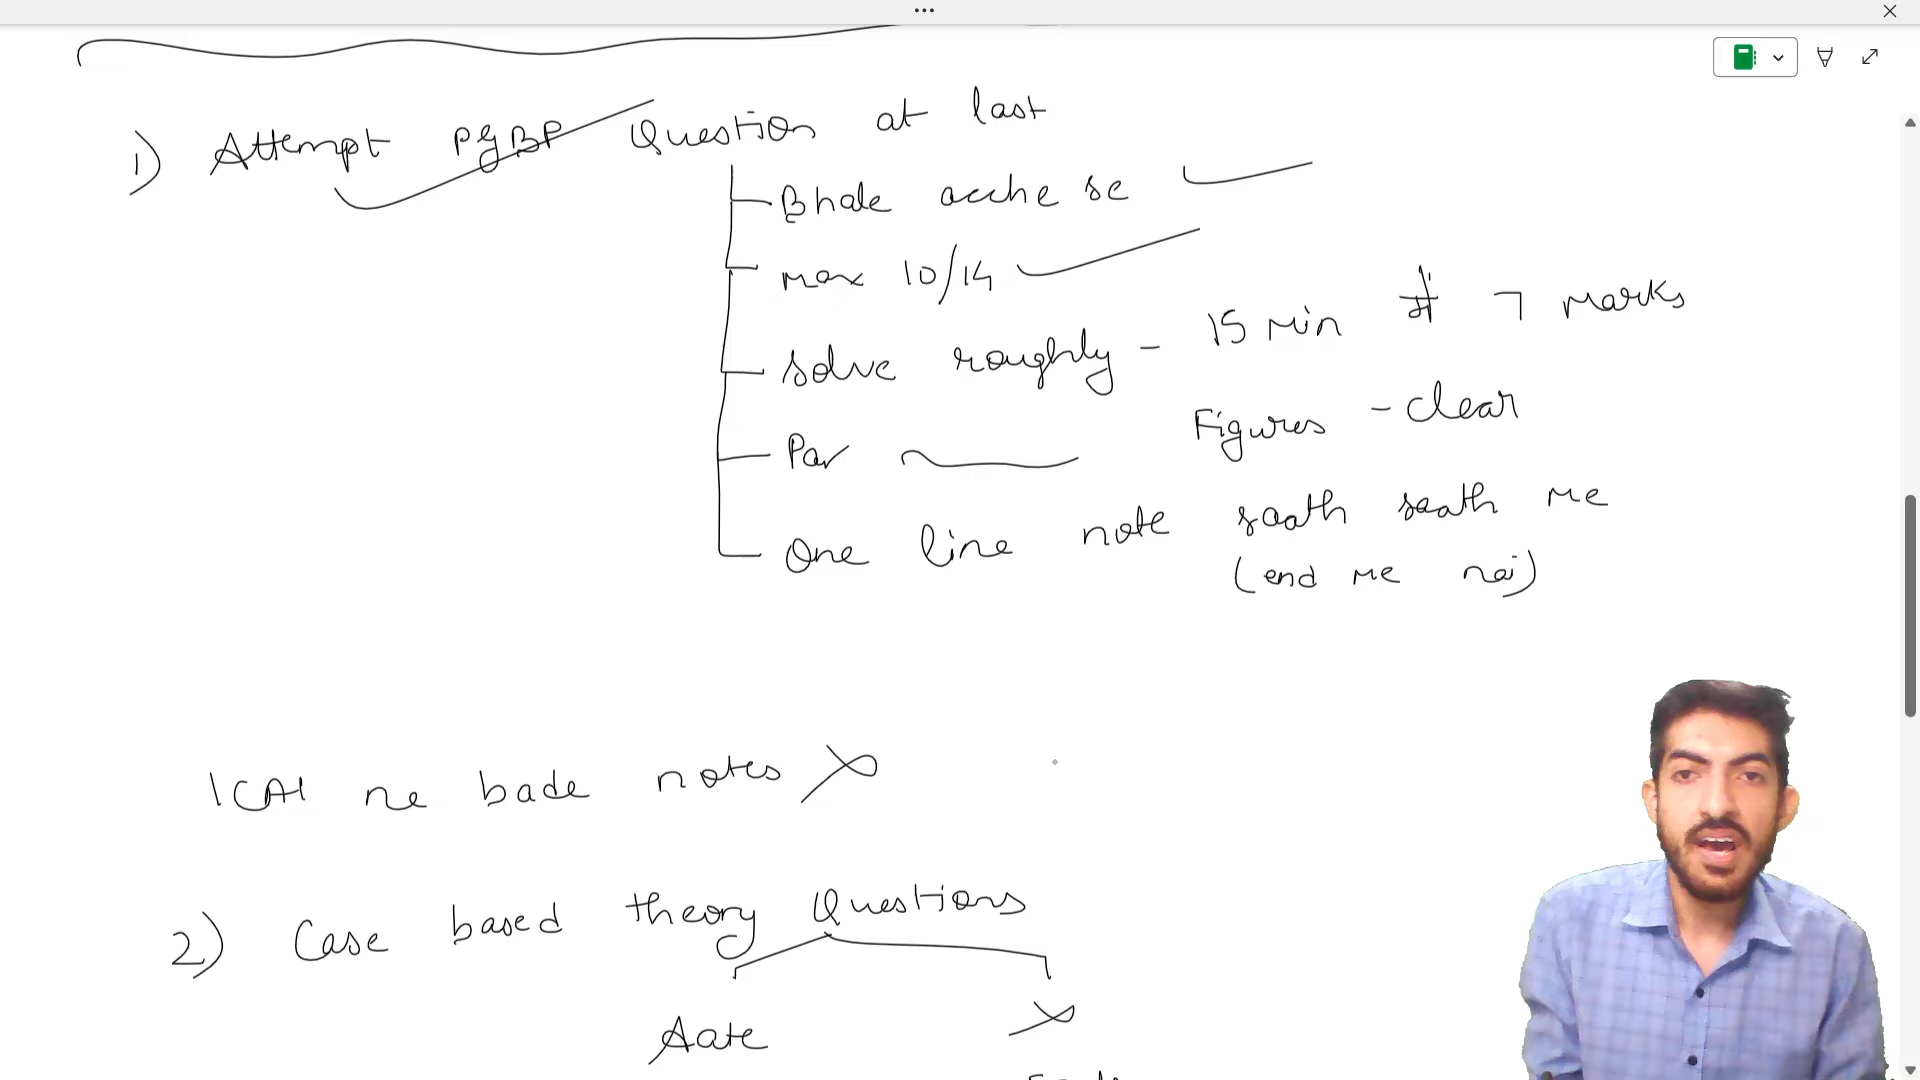 1) Attempt PGBP Question at last
Bhale acche se
max 10/14
Solve roughly - 15 min # 7 marks
Par
Figures - clear
One line note saath saath me
(end me nai)
ICAI ne bade notes
2) Case based theory Questions
Aate